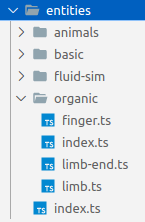 entities
animals
basic
fluid-sim
organic
TS finger.ts
TS index.ts
TS limb-end.ts
TS limb.ts
TS index.ts